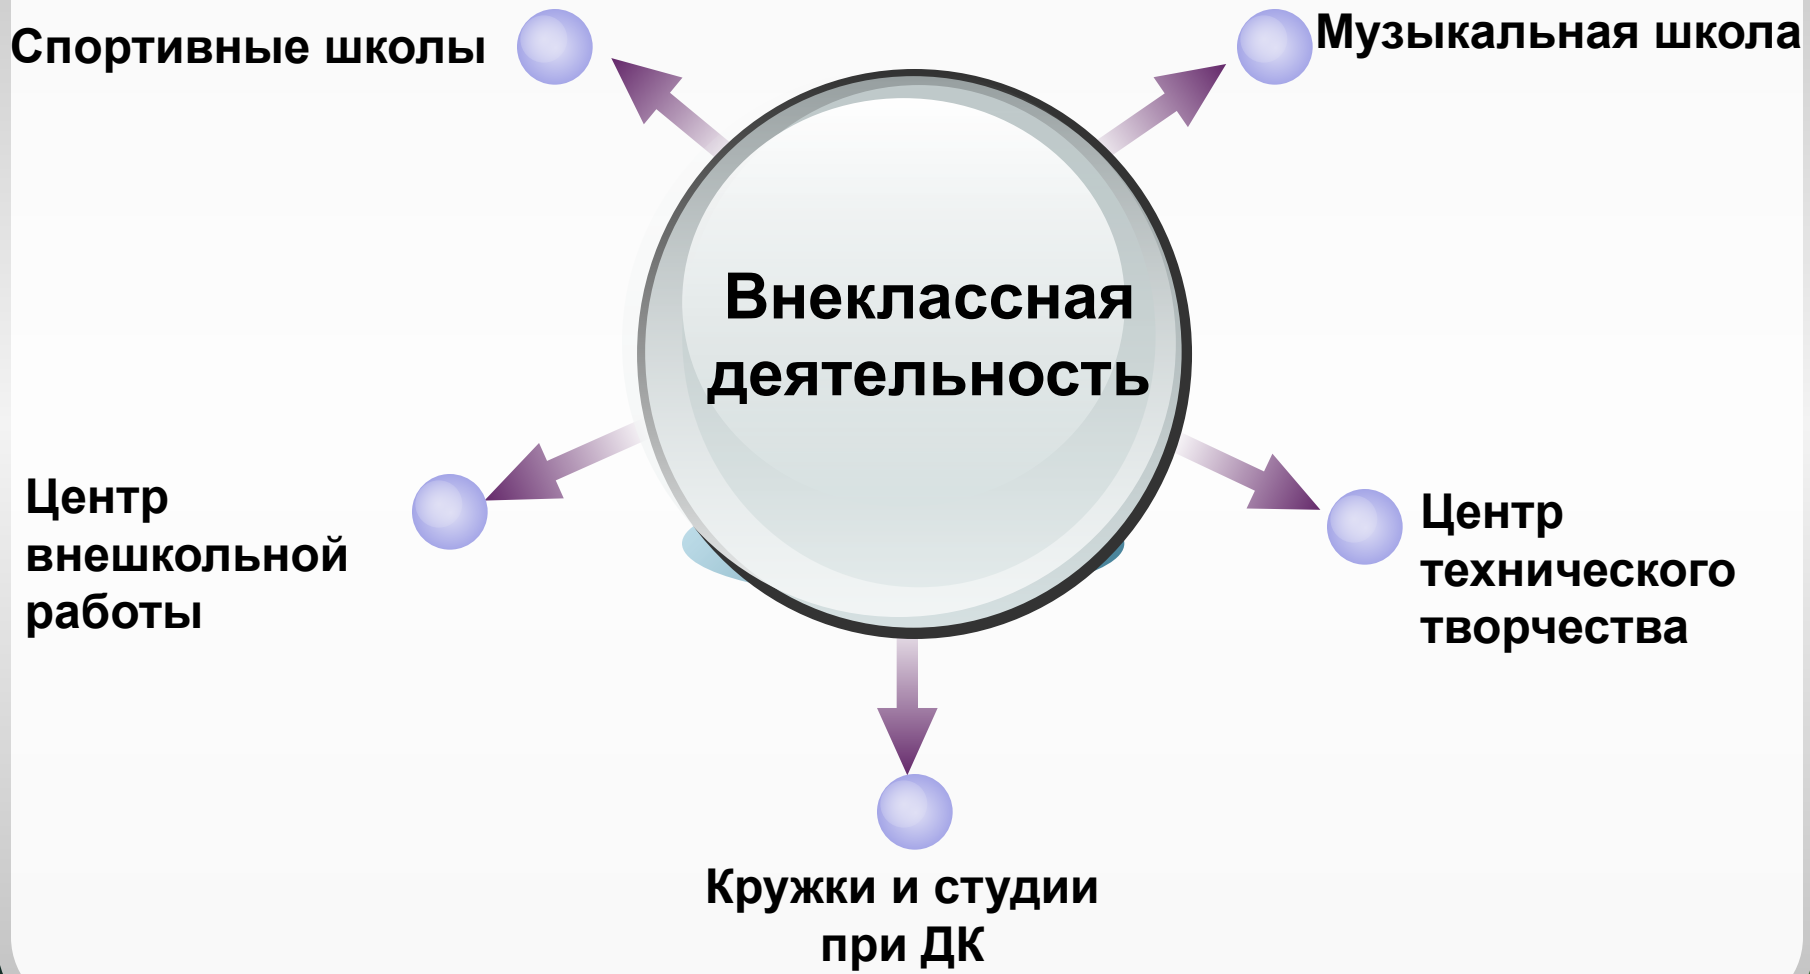 Спортивные школы
Музыкальная школа
Внеклассная
деятельность
Центр
внешкольной
работы
Центр
технического
творчества
Кружки и студии
при ДК